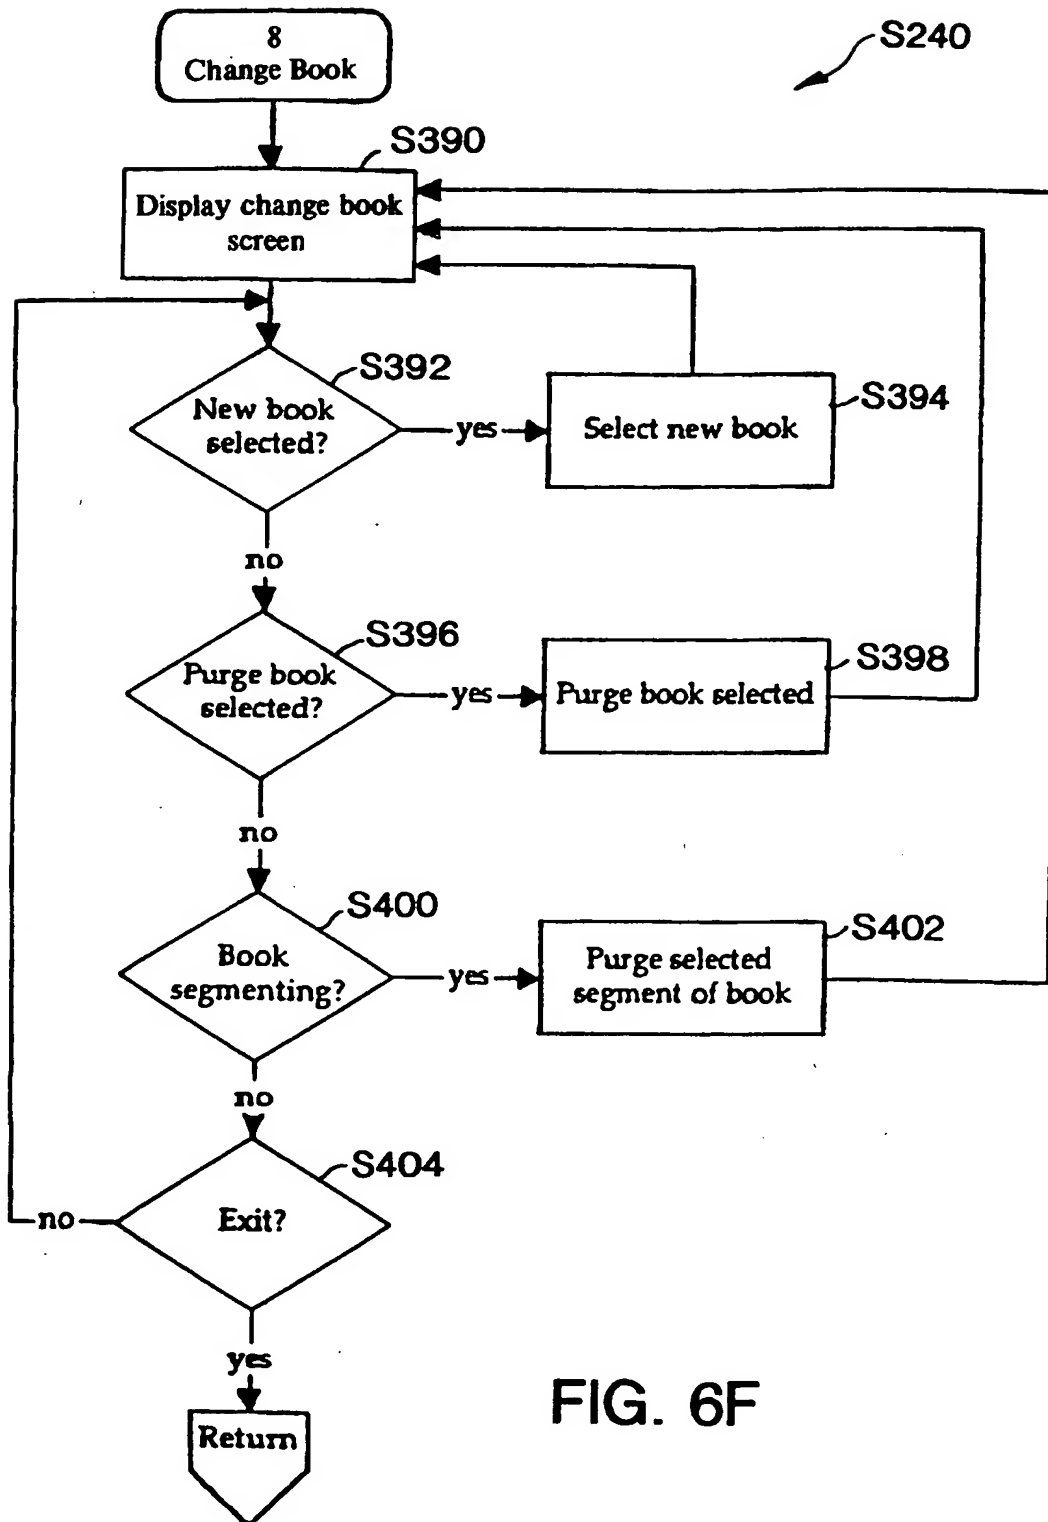 8
Change Book
S240
S390
Display change book
screen
S392
New book
selected?
yes
S394
Select new book
no
S396
Purge book
selected?
yes
S398
Purge book selected
no
S400
Book
segmenting?
yes
S402
Purge selected
segment of book
no
S404
Exit?
no
yes
Return
FIG. 6F